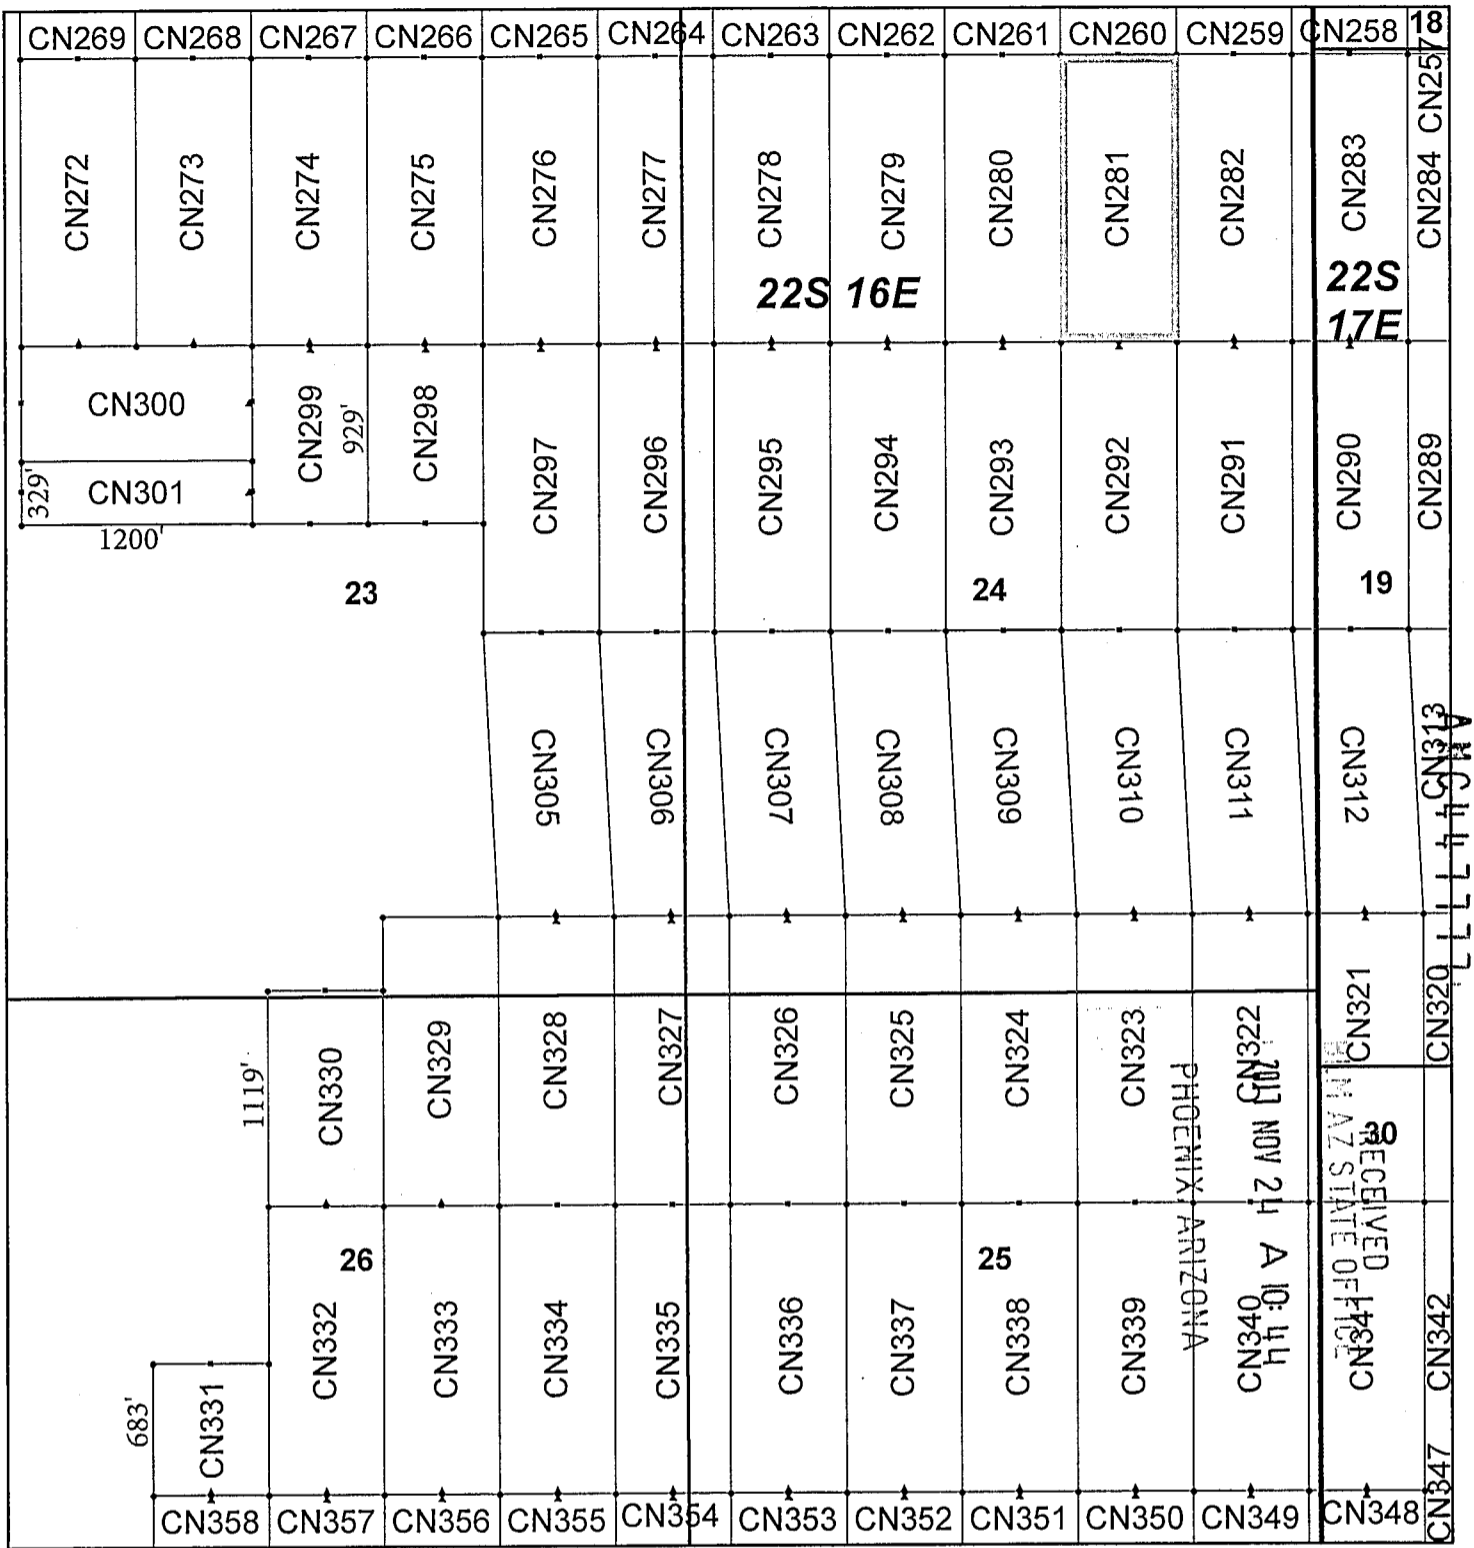 CN269 CN268 CN267 CN266 CN265 CN264 CN263 CN262 CN261 CN260 CN259 CN258 18
CN257
CN272 CN273 CN274 CN275 CN276 CN277 CN278 CN279 CN280 CN281 CN282 CN283 CN284
22S 16E
22S
17E
CN300 CN299 929' CN298 CN297 CN296 CN295 CN294 CN293 CN292 CN291 CN290 CN289
329' CN301
1200'
23 24 19
CN305 CN306 CN307 CN308 CN309 CN310 CN311 CN312 CN313
1119' CN330 CN329 CN328 CN327 CN326 CN325 CN324 CN323 CN322 CN321 CN320
26 25 30
683' CN331 CN332 CN333 CN334 CN335 CN336 CN337 CN338 CN339 CN340 CN341 CN342
CN358 CN357 CN356 CN355 CN354 CN353 CN352 CN351 CN350 CN349 CN348 CN347
RECEIVED
BLM AZ STATE OFFICE
NOV 24 A 10:44
PHOENIX, ARIZONA